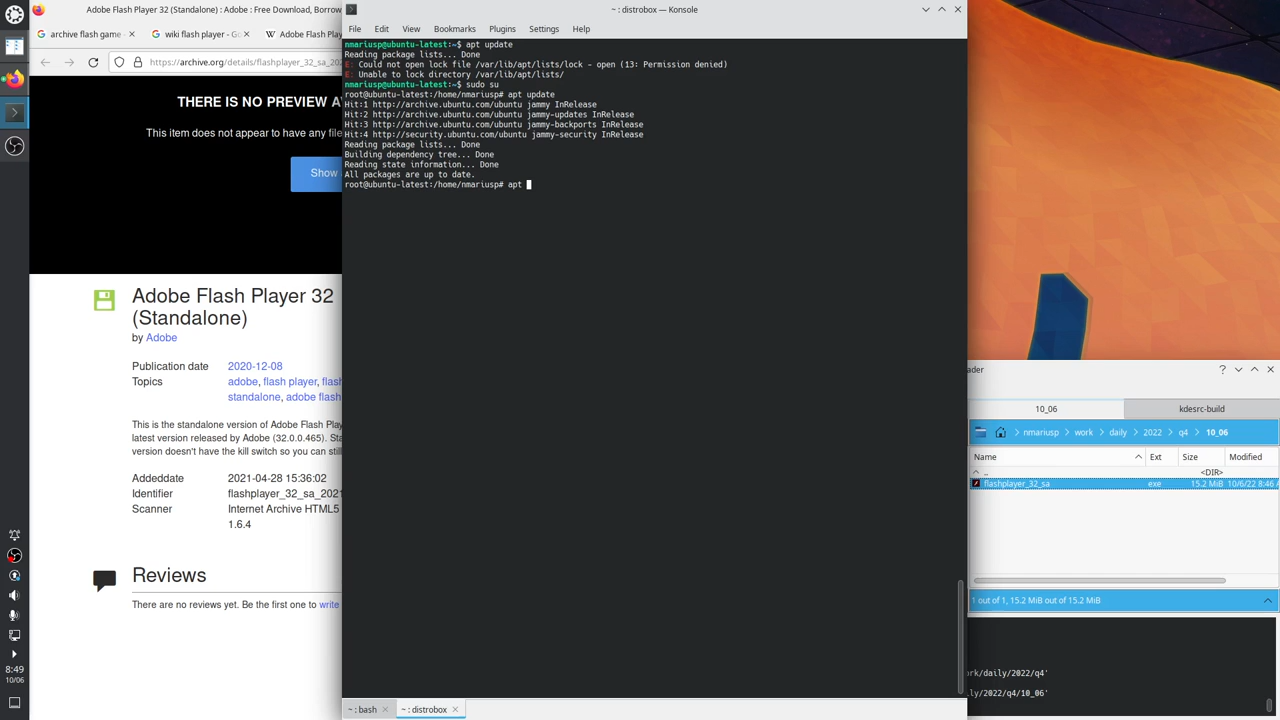 Adobe Flash Player 32 (Standalone) : Adobe : Free Download, Borrow
archive flash game
wiki flash player - Go
Adobe Flash Play
https://archive.org/details/flashplayer_32_sa_202
THERE IS NO PREVIEW AV
This item does not appear to have any file
Show
Adobe Flash Player 32
(Standalone)
by Adobe
Publication date 2020-12-08
Topics adobe, flash player, flash
standalone, adobe flash
This is the standalone version of Adobe Flash Play
latest version released by Adobe (32.0.0.465). Sta
version doesn't have the kill switch so you can still
Addeddate 2021-04-28 15:36:02
Identifier flashplayer_32_sa_2021
Scanner Internet Archive HTML5
1.6.4
Reviews
There are no reviews yet. Be the first one to write
8:49
10/06
~ : distrobox — Konsole
File Edit View Bookmarks Plugins Settings Help
nmariusp@ubuntu-latest:~$ apt update
Reading package lists... Done
E: Could not open lock file /var/lib/apt/lists/lock - open (13: Permission denied)
E: Unable to lock directory /var/lib/apt/lists/
nmariusp@ubuntu-latest:~$ sudo su
root@ubuntu-latest:/home/nmariusp# apt update
Hit:1 http://archive.ubuntu.com/ubuntu jammy InRelease
Hit:2 http://archive.ubuntu.com/ubuntu jammy-updates InRelease
Hit:3 http://archive.ubuntu.com/ubuntu jammy-backports InRelease
Hit:4 http://security.ubuntu.com/ubuntu jammy-security InRelease
Reading package lists... Done
Building dependency tree... Done
Reading state information... Done
All packages are up to date.
root@ubuntu-latest:/home/nmariusp# apt
~ : bash
~ : distrobox
ader
10_06
kdesrc-build
nmariusp > work > daily > 2022 > q4 > 10_06
Name Ext Size Modified
.. <DIR>
flashplayer_32_sa exe 15.2 MiB 10/6/22 8:46 A
1 out of 1, 15.2 MiB out of 15.2 MiB
ork/daily/2022/q4'
ly/2022/q4/10_06'